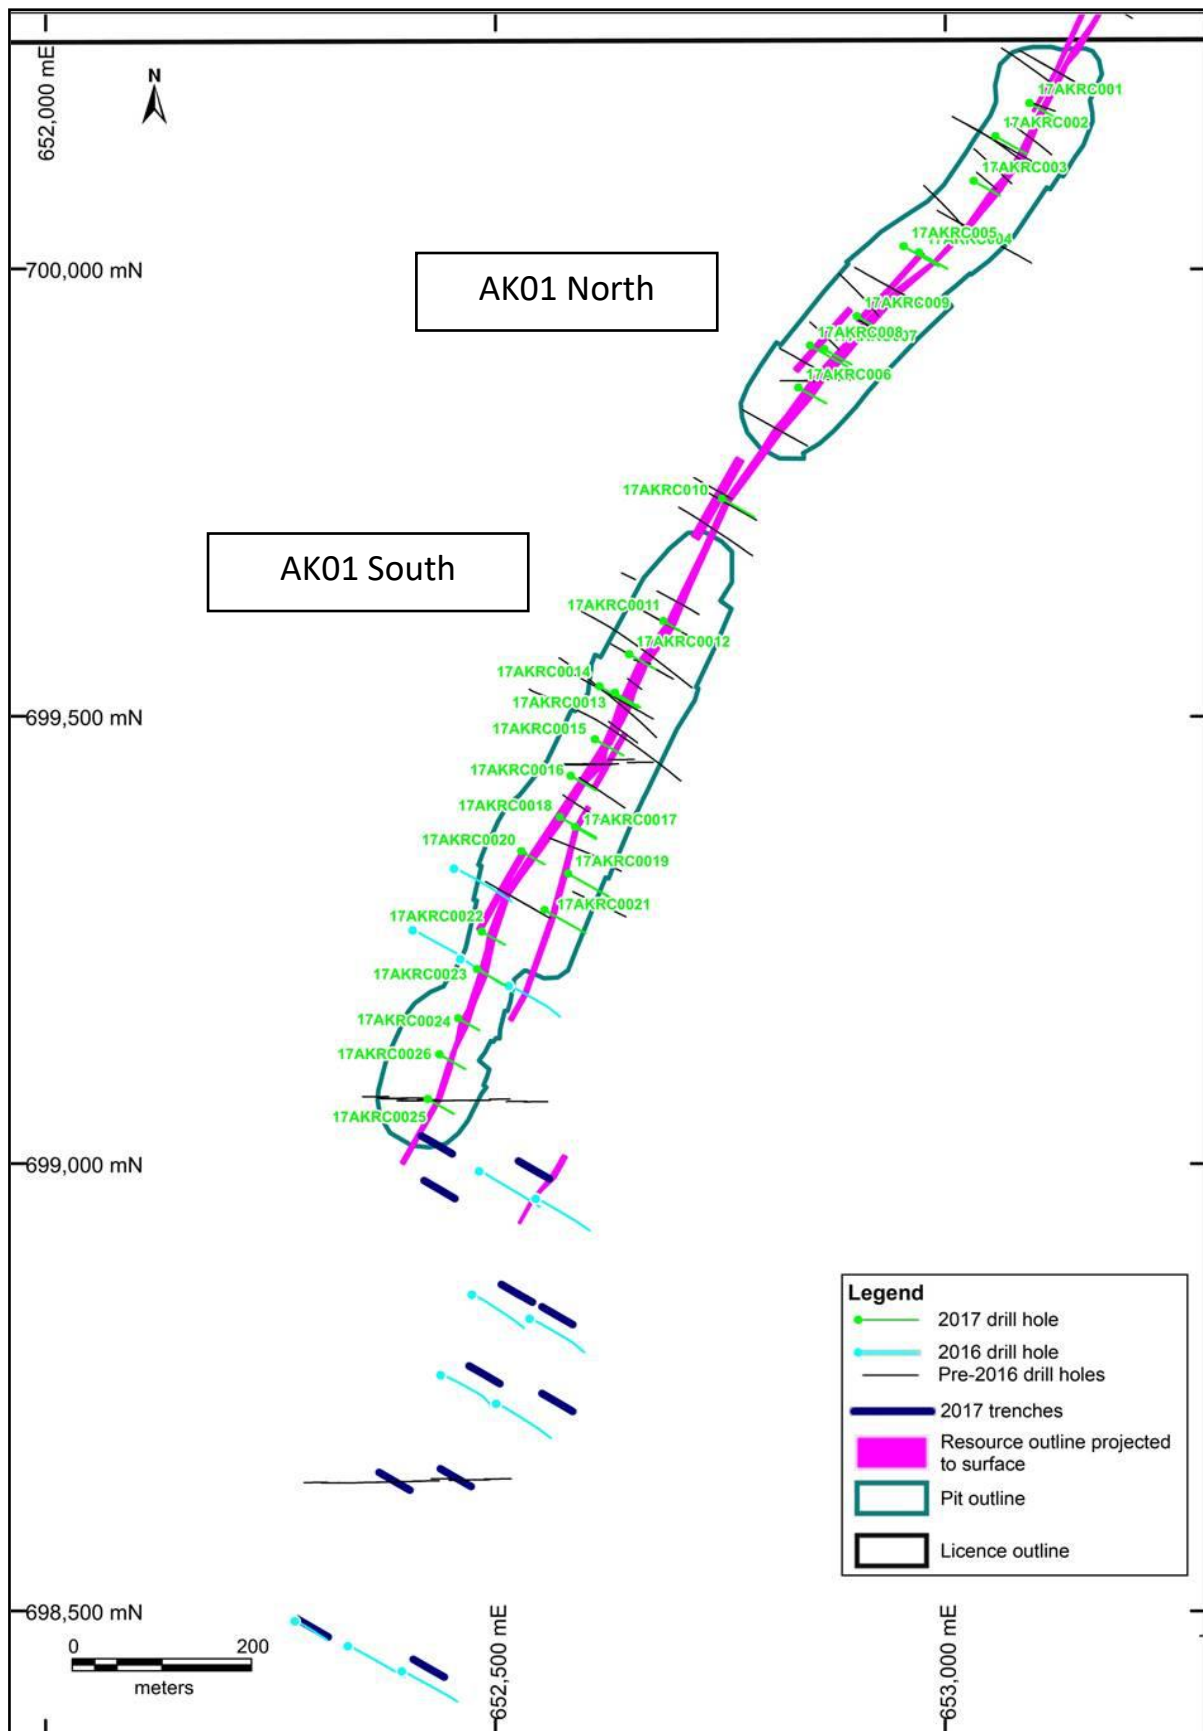 652,000 mE
N
17AKRC001
17AKRC002
17AKRC003
17AKRC005
17AKRC004
700,000 mN
AK01 North
17AKRC009
17AKRC008
17AKRC007
17AKRC006
17AKRC010
AK01 South
17AKRC0011
17AKRC0012
17AKRC0014
17AKRC0013
699,500 mN
17AKRC0015
17AKRC0016
17AKRC0018
17AKRC0017
17AKRC0020
17AKRC0019
17AKRC0021
17AKRC0022
17AKRC0023
17AKRC0024
17AKRC0026
17AKRC0025
699,000 mN
Legend
2017 drill hole
2016 drill hole
Pre-2016 drill holes
2017 trenches
Resource outline projected
to surface
Pit outline
Licence outline
698,500 mN
0 200
meters
652,500 mE
653,000 mE